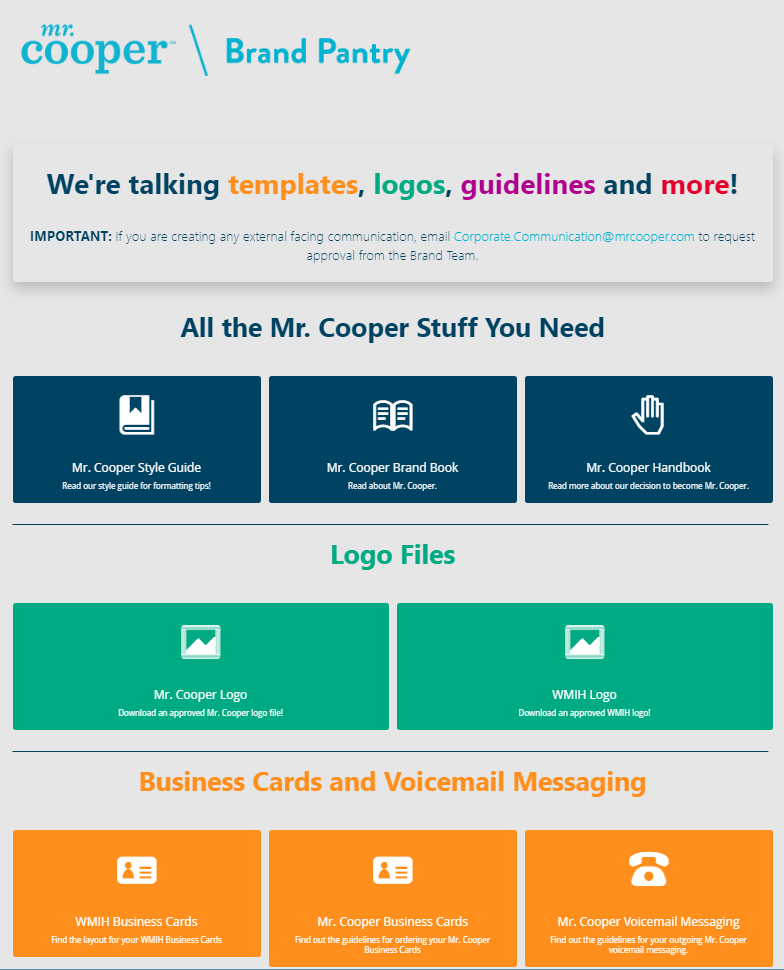 mr.
cooper \ Brand Pantry
We're talking templates, logos, guidelines and more!
IMPORTANT: If you are creating any external facing communication, email Corporate.Communication@mrcooper.com to request
approval from the Brand Team.
All the Mr. Cooper Stuff You Need
Mr. Cooper Style Guide
Read our style guide for formatting tips!
Mr. Cooper Brand Book
Read about Mr. Cooper.
Mr. Cooper Handbook
Read more about our decision to become Mr. Cooper.
Logo Files
Mr. Cooper Logo
Download an approved Mr. Cooper logo file!
WMIH Logo
Download an approved WMIH logo!
Business Cards and Voicemail Messaging
WMIH Business Cards
Find the layout for your WMIH Business Cards
Mr. Cooper Business Cards
Find out the guidelines for ordering your Mr. Cooper
Business Cards
Mr. Cooper Voicemail Messaging
Find out the guidelines for your outgoing Mr. Cooper
voicemail messaging.